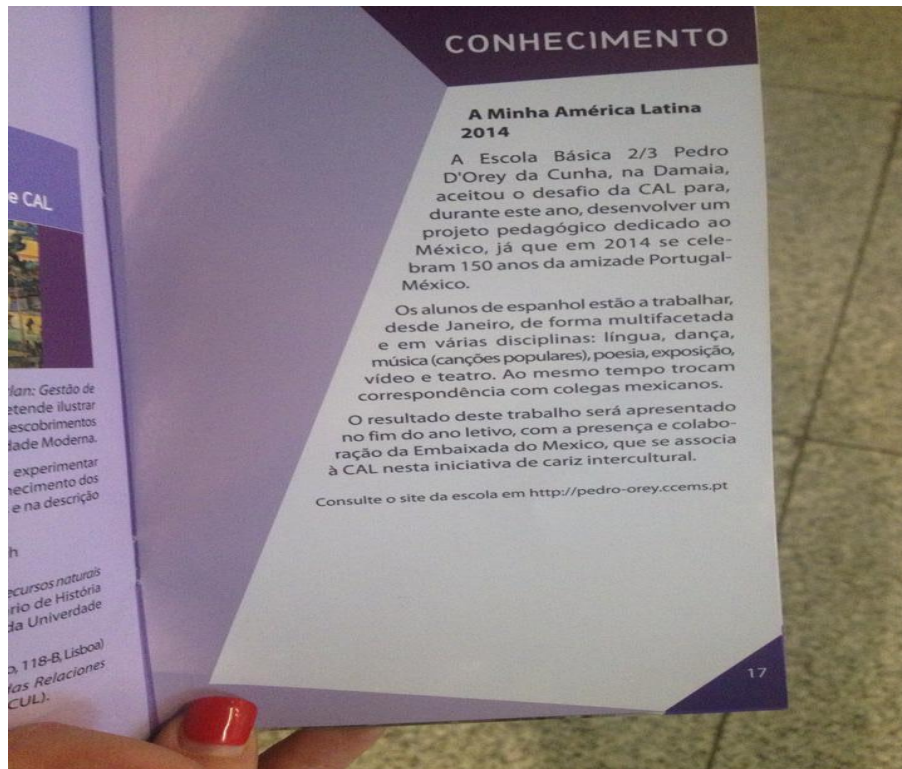 e CAL
lan: Gestão de
etende ilustrar
escobrimentos
dade Moderna.
experimentar
hecimento dos
e na descrição
h
ecursos naturais
rio de História
da Univerdade
o, 118-B, Lisboa)
las Relaciones
CUL).
CONHECIMENTO
A Minha América Latina
2014
A Escola Básica 2/3 Pedro
D'Orey da Cunha, na Damaia,
aceitou o desafio da CAL para,
durante este ano, desenvolver um
projeto pedagógico dedicado ao
México, já que em 2014 se cele-
bram 150 anos da amizade Portugal-
México.
Os alunos de espanhol estão a trabalhar,
desde Janeiro, de forma multifacetada
e em várias disciplinas: língua, dança,
música (canções populares), poesia, exposição,
vídeo e teatro. Ao mesmo tempo trocam
correspondência com colegas mexicanos.
O resultado deste trabalho será apresentado
no fim do ano letivo, com a presença e colabo-
ração da Embaixada do Mexico, que se associa
à CAL nesta iniciativa de cariz intercultural.
Consulte o site da escola em http://pedro-orey.ccems.pt
17